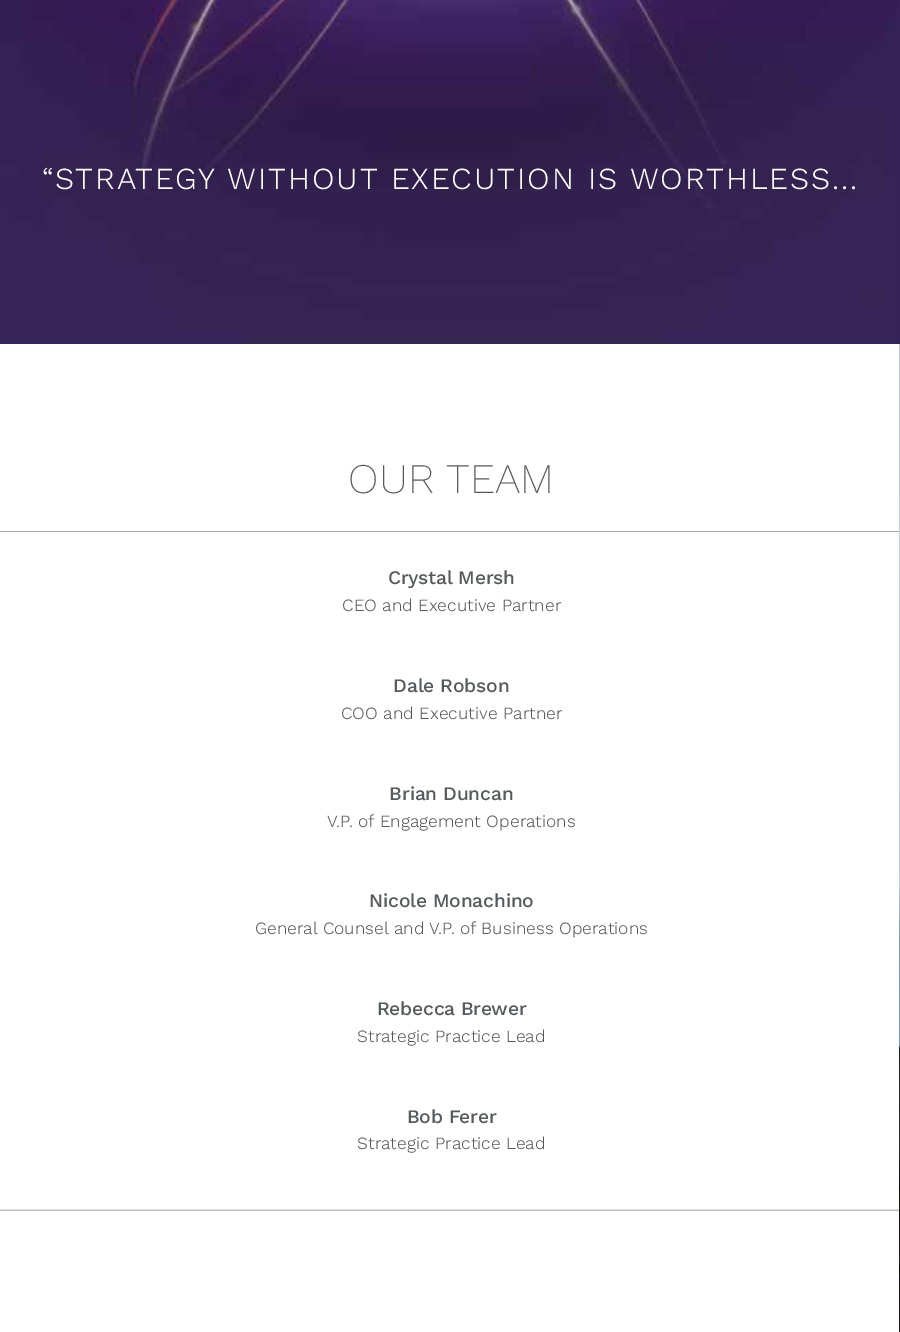 “STRATEGY WITHOUT EXECUTION IS WORTHLESS...
OUR TEAM
Crystal Mersh
CEO and Executive Partner
Dale Robson
COO and Executive Partner
Brian Duncan
V.P. of Engagement Operations
Nicole Monachino
General Counsel and V.P. of Business Operations
Rebecca Brewer
Strategic Practice Lead
Bob Ferer
Strategic Practice Lead